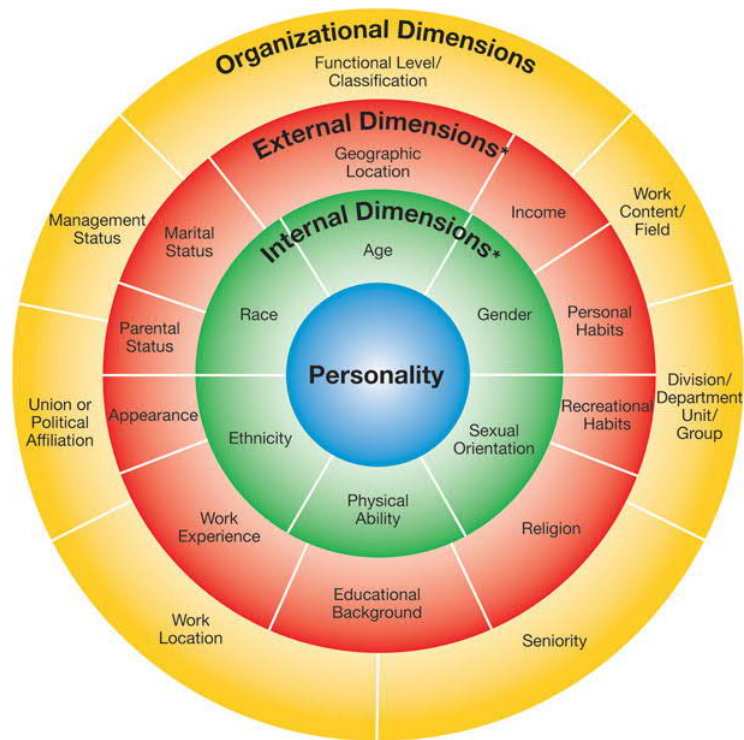 Organizational Dimensions
Functional Level/
Classification
External Dimensions*
Geographic
Location
Internal Dimensions*
Age
Management
Status
Marital
Status
Income
Work
Content/
Field
Race
Gender
Parental
Status
Personal
Habits
Personality
Union or
Political
Affiliation
Appearance
Ethnicity
Sexual
Orientation
Recreational
Habits
Division/
Department
Unit/
Group
Physical
Ability
Work
Experience
Religion
Educational
Background
Work
Location
Seniority